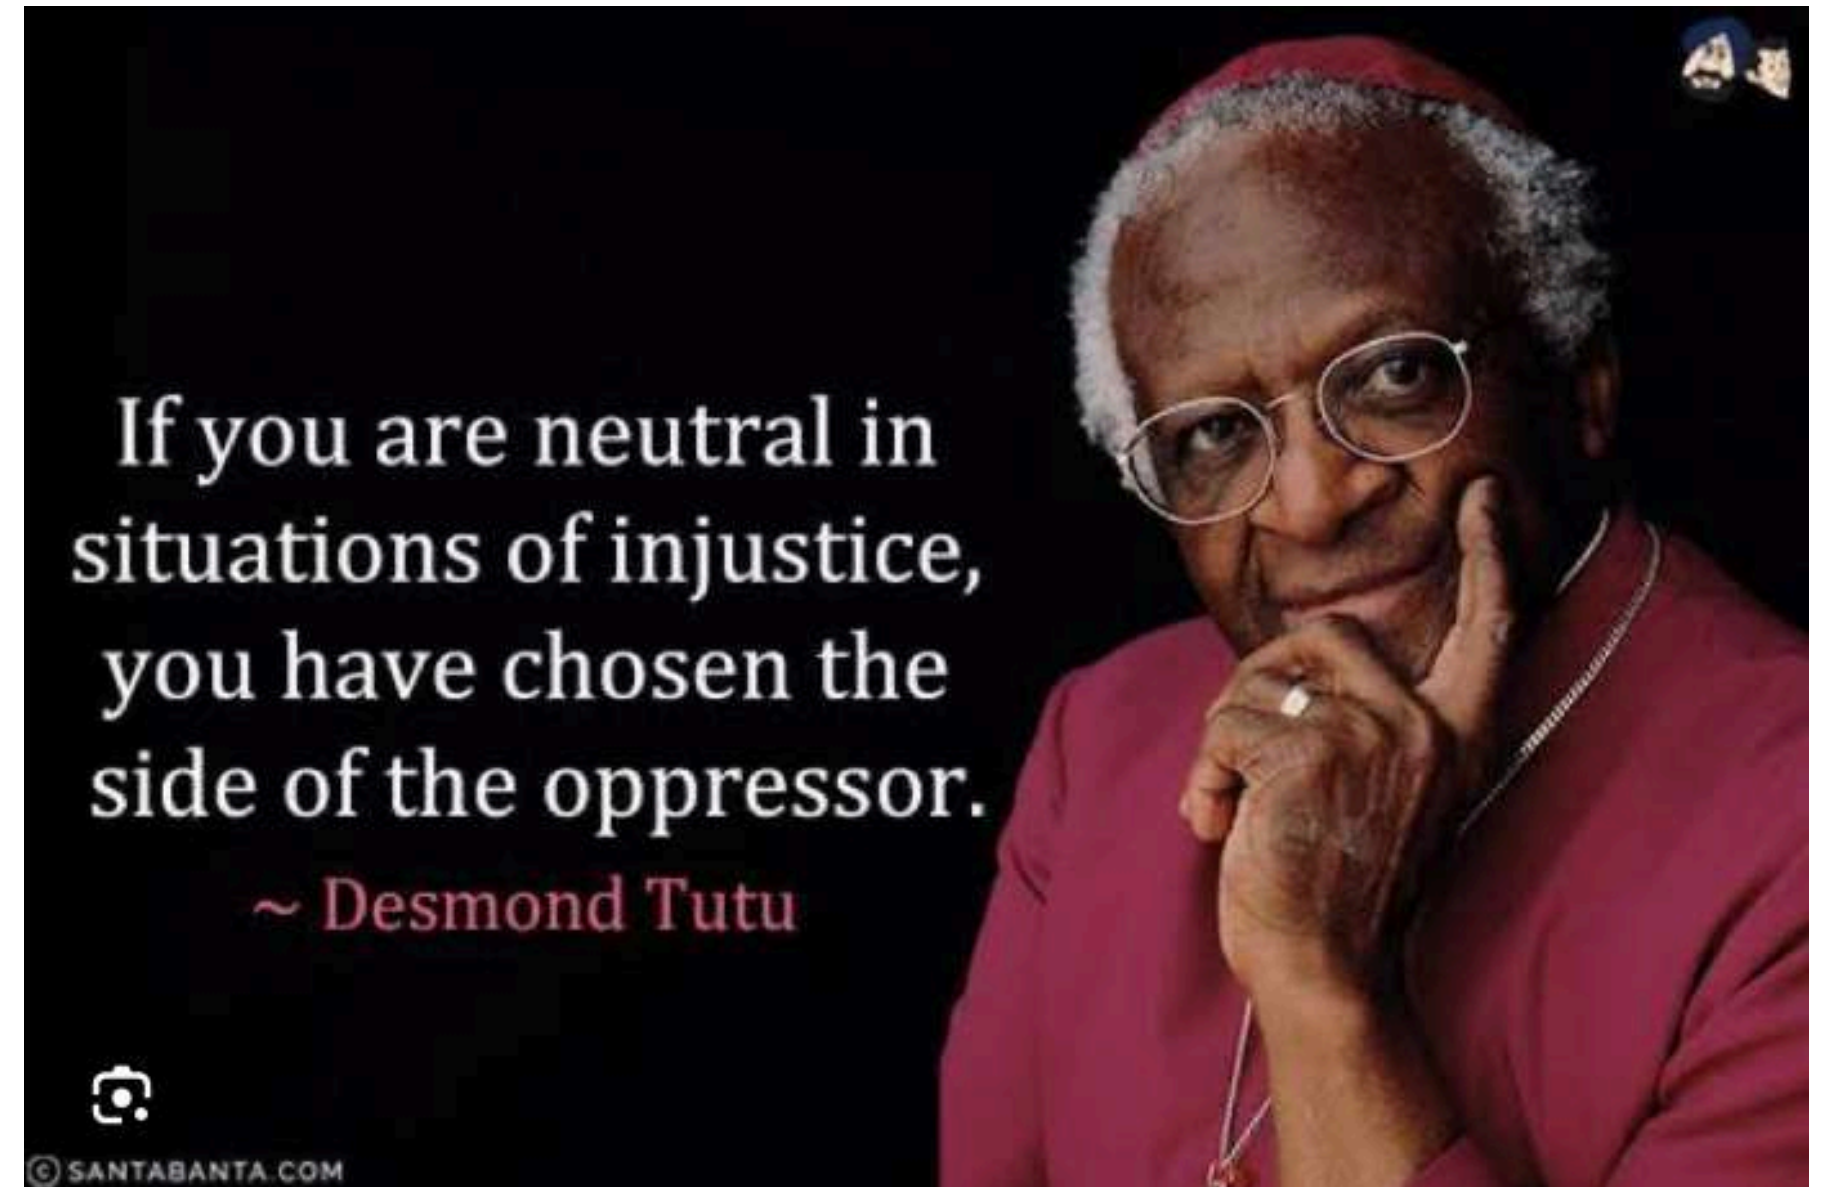 If you are neutral in
situations of injustice,
you have chosen the
side of the oppressor.
~ Desmond Tutu
© SANTABANTA.COM